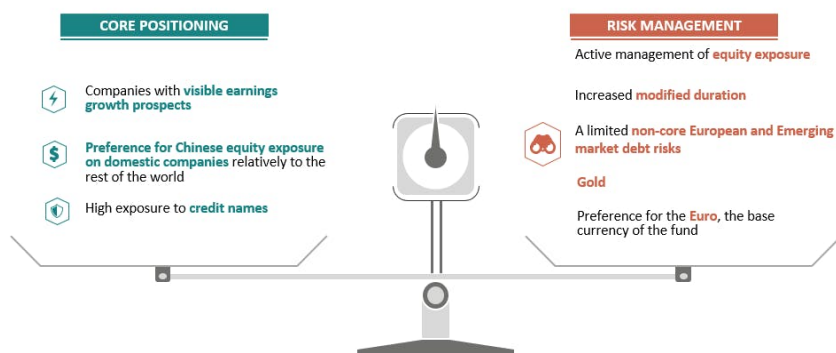 CORE POSITIONING
Companies with visible earnings
growth prospects
Preference for Chinese equity exposure
on domestic companies relatively to the
rest of the world
High exposure to credit names
RISK MANAGEMENT
Active management of equity exposure
Increased modified duration
A limited non-core European and Emerging
market debt risks
Gold
Preference for the Euro, the base
currency of the fund